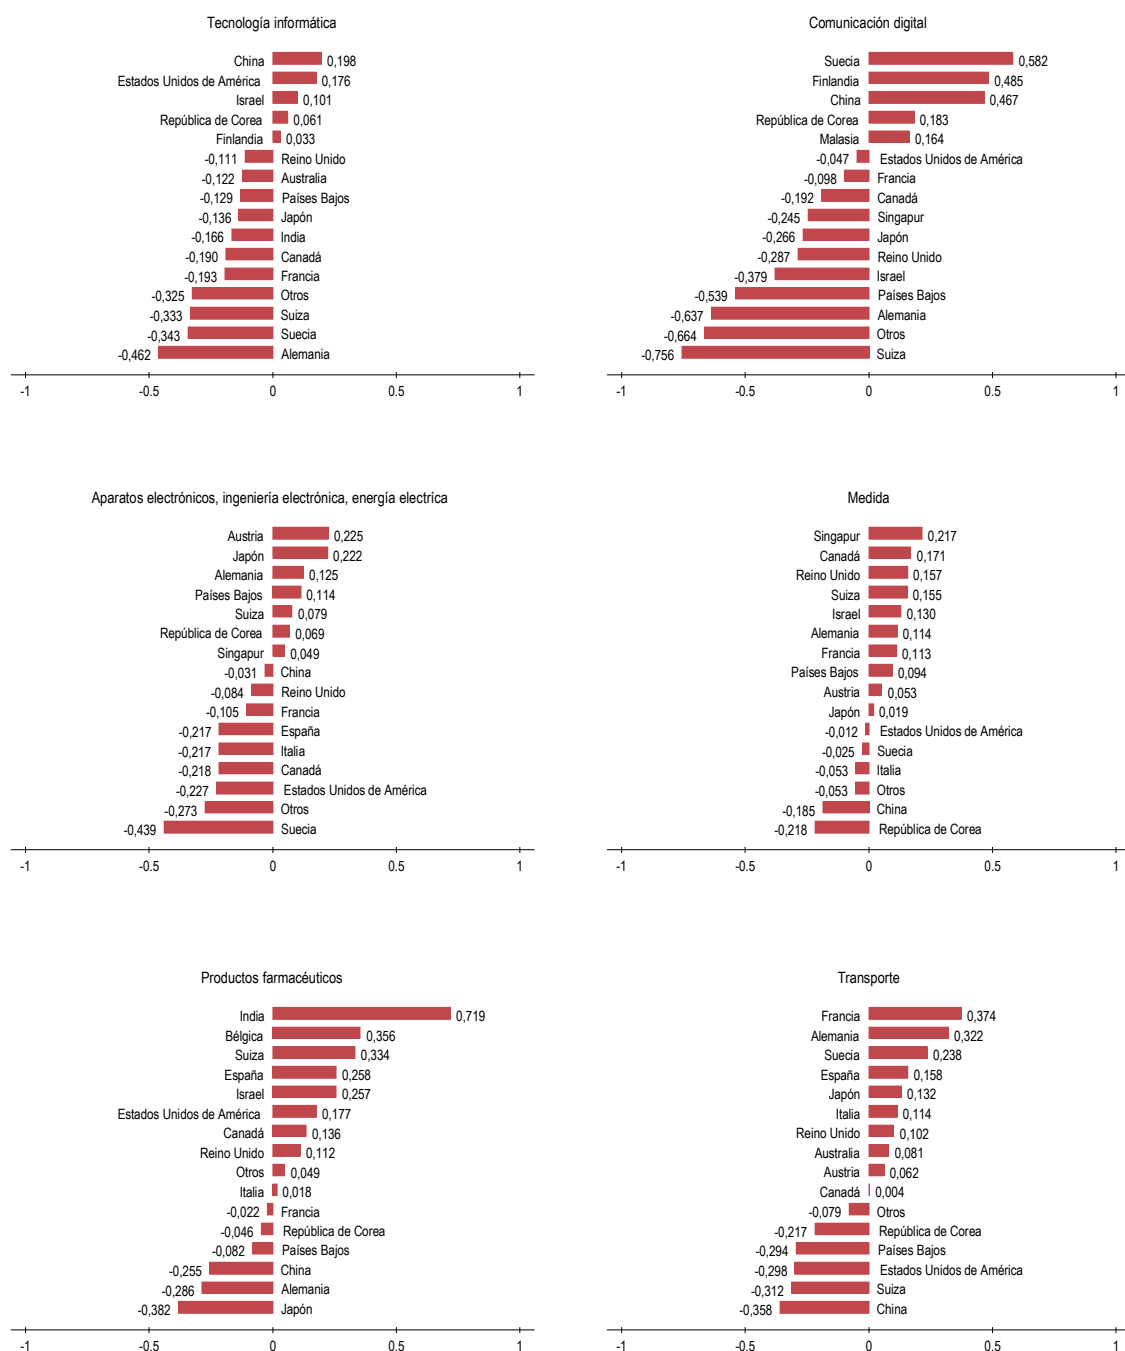 Tecnología informática
China 0,198
Estados Unidos de América 0,176
Israel 0,101
República de Corea 0,061
Finlandia 0,033
-0,111 Reino Unido
-0,122 Australia
-0,129 Países Bajos
-0,136 Japón
-0,166 India
-0,190 Canadá
-0,193 Francia
-0,325 Otros
-0,333 Suiza
-0,343 Suecia
-0,462 Alemania
-1 -0.5 0 0.5 1
Comunicación digital
Suecia 0,582
Finlandia 0,485
China 0,467
República de Corea 0,183
Malasia 0,164
-0,047 Estados Unidos de América
-0,098 Francia
-0,192 Canadá
-0,245 Singapur
-0,266 Japón
-0,287 Reino Unido
-0,379 Israel
-0,539 Países Bajos
-0,637 Alemania
-0,664 Otros
-0,756 Suiza
-1 -0.5 0 0.5 1
Aparatos electrónicos, ingeniería electrónica, energía electríca
Austria 0,225
Japón 0,222
Alemania 0,125
Países Bajos 0,114
Suiza 0,079
República de Corea 0,069
Singapur 0,049
-0,031 China
-0,084 Reino Unido
-0,105 Francia
-0,217 España
-0,217 Italia
-0,218 Canadá
-0,227 Estados Unidos de América
-0,273 Otros
-0,439 Suecia
-1 -0.5 0 0.5 1
Medida
Singapur 0,217
Canadá 0,171
Reino Unido 0,157
Suiza 0,155
Israel 0,130
Alemania 0,114
Francia 0,113
Países Bajos 0,094
Austria 0,053
Japón 0,019
-0,012 Estados Unidos de América
-0,025 Suecia
-0,053 Italia
-0,053 Otros
-0,185 China
-0,218 República de Corea
-1 -0.5 0 0.5 1
Productos farmacéuticos
India 0,719
Bélgica 0,356
Suiza 0,334
España 0,258
Israel 0,257
Estados Unidos de América 0,177
Canadá 0,136
Reino Unido 0,112
Otros 0,049
Italia 0,018
-0,022 Francia
-0,046 República de Corea
-0,082 Países Bajos
-0,255 China
-0,286 Alemania
-0,382 Japón
-1 -0.5 0 0.5 1
Transporte
Francia 0,374
Alemania 0,322
Suecia 0,238
España 0,158
Japón 0,132
Italia 0,114
Reino Unido 0,102
Australia 0,081
Austria 0,062
Canadá 0,004
-0,079 Otros
-0,217 República de Corea
-0,294 Países Bajos
-0,298 Estados Unidos de América
-0,312 Suiza
-0,358 China
-1 -0.5 0 0.5 1